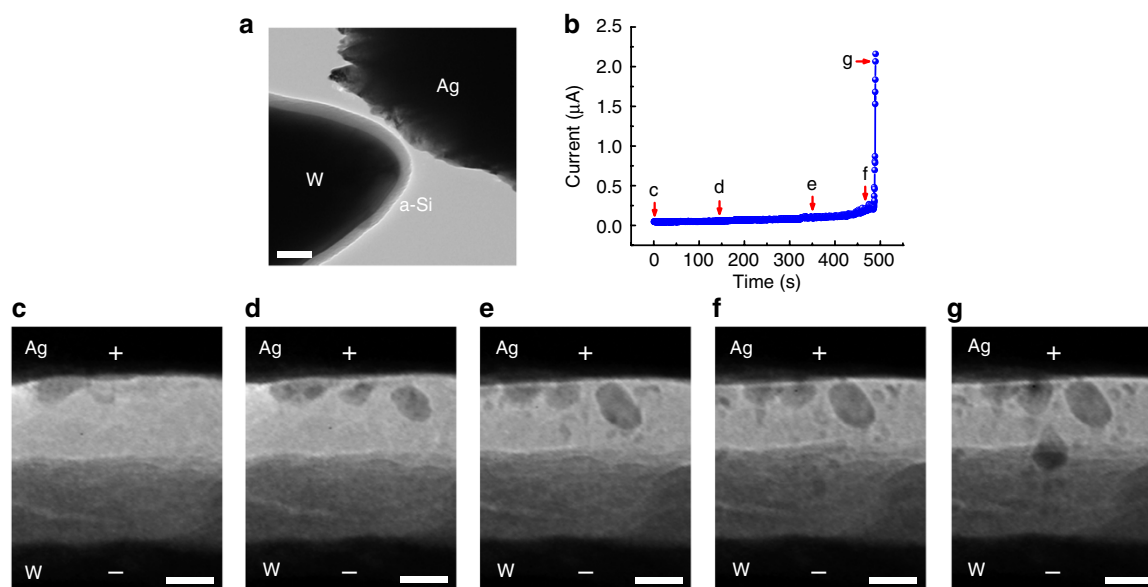 a
Ag
W
a-Si
b
Current (μA)
2.5
2.0
1.5
1.0
0.5
0.0
g
c
d
e
f
0
100
200
300
400
500
Time (s)
c
Ag
+
W
−
d
Ag
+
W
−
e
Ag
+
W
−
f
Ag
+
W
−
g
Ag
+
W
−